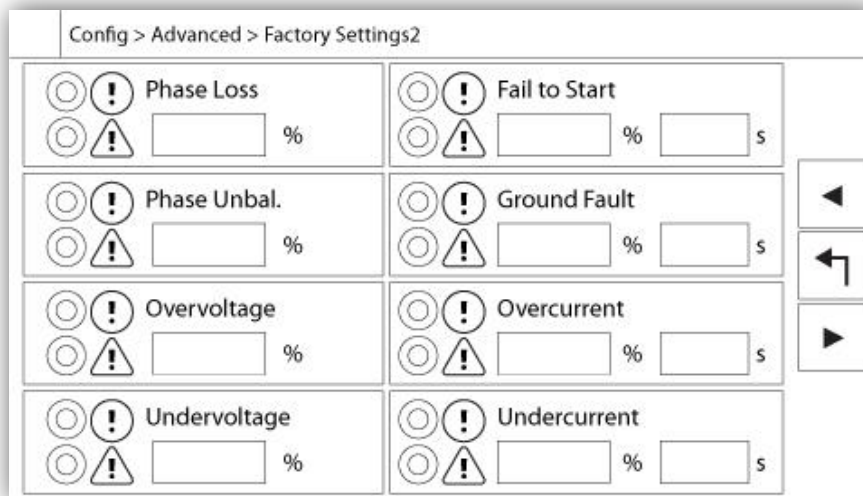 Config > Advanced > Factory Settings2
! Phase Loss
! %
! Fail to Start
! % s
! Phase Unbal.
! %
! Ground Fault
! % s
! Overvoltage
! %
! Overcurrent
! % s
! Undervoltage
! %
! Undercurrent
! % s